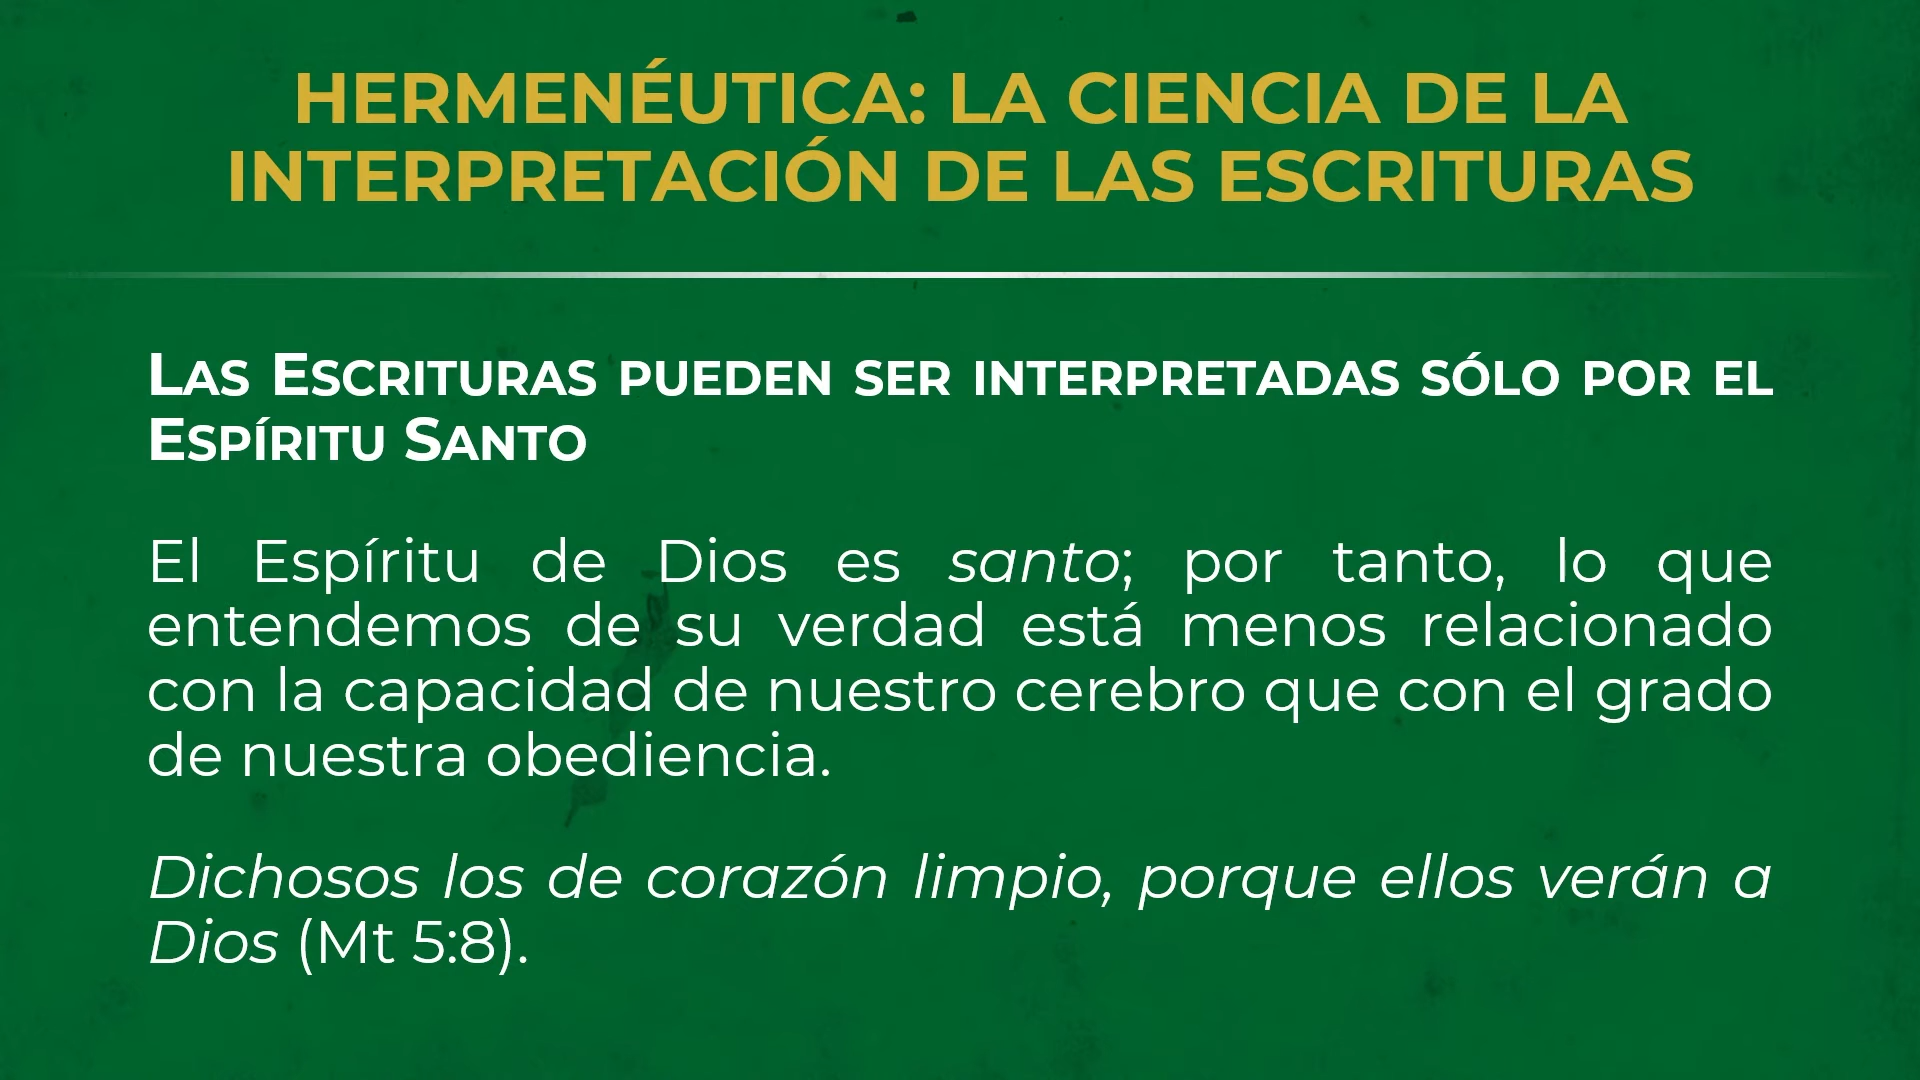 HERMENÉUTICA: LA CIENCIA DE LA
INTERPRETACIÓN DE LAS ESCRITURAS
LAS ESCRITURAS PUEDEN SER INTERPRETADAS SÓLO POR EL
ESPÍRITU SANTO
El Espíritu de Dios es santo; por tanto, lo que
entendemos de su verdad está menos relacionado
con la capacidad de nuestro cerebro que con el grado
de nuestra obediencia.
Dichosos los de corazón limpio, porque ellos verán a
Dios (Mt 5:8).